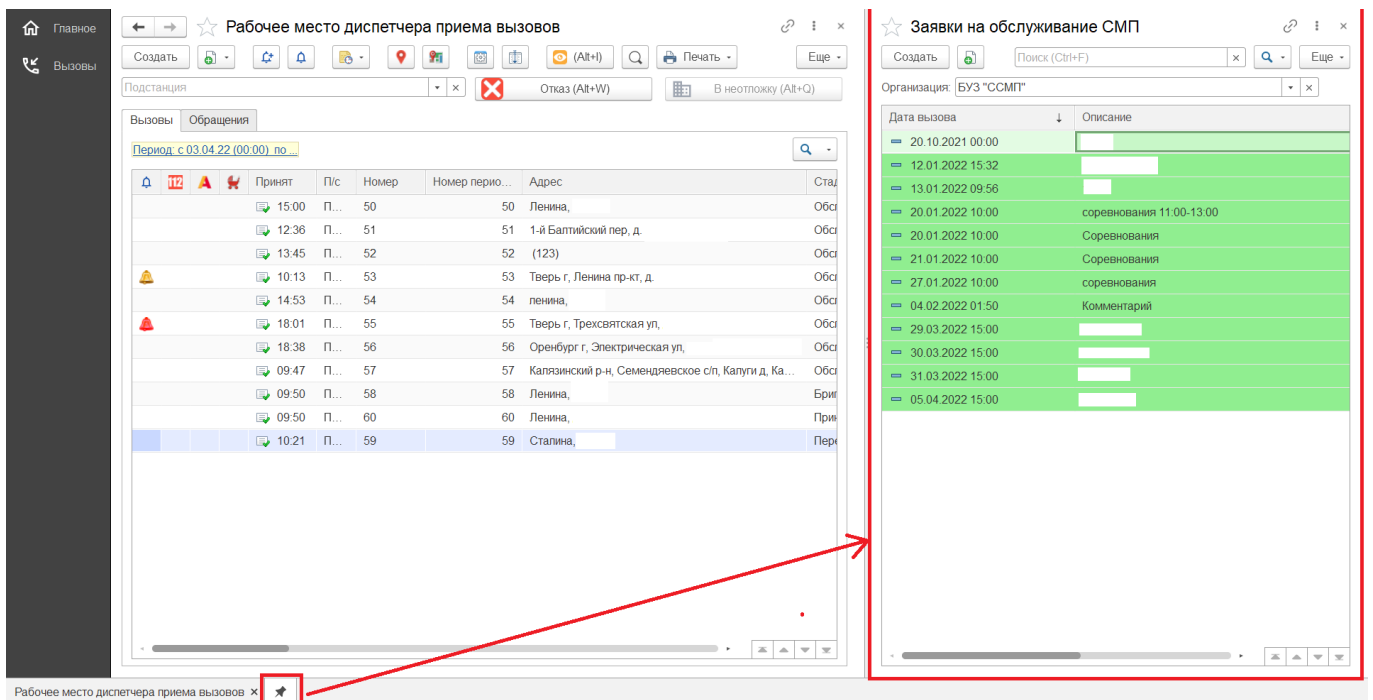 Главное
Вызовы
Рабочее место диспетчера приема вызовов
Создать
(Alt+I)
Печать
Еще
Подстанция
Отказ (Alt+W)
В неотложку (Alt+Q)
Вызовы Обращения
Период: с 03.04.22 (00:00) по ...
112 А Принят П/с Номер Номер перио... Адрес Стад
15:00 П... 50 50 Ленина, Обсл
12:36 П... 51 51 1-й Балтийский пер, д. Обсл
13:45 П... 52 52 (123) Обсл
10:13 П... 53 53 Тверь г, Ленина пр-кт, д. Обсл
14:53 П... 54 54 ленина, Обсл
18:01 П... 55 55 Тверь г, Трехсвятская ул, Обсл
18:38 П... 56 56 Оренбург г, Электрическая ул, Обсл
09:47 П... 57 57 Калязинский р-н, Семендяевское с/п, Капуги д, Ка... Обсл
09:50 П... 58 58 Ленина, Бриг
09:50 П... 60 60 Ленина, Прин
10:21 П... 59 59 Сталина, Пере
Рабочее место диспетчера приема вызовов
Заявки на обслуживание СМП
Создать
Поиск (Ctrl+F)
Еще
Организация: БУЗ "ССМП"
Дата вызова ↓ Описание
20.10.2021 00:00
12.01.2022 15:32
13.01.2022 09:56
20.01.2022 10:00 соревнования 11:00-13:00
20.01.2022 10:00 Соревнования
21.01.2022 10:00 Соревнования
27.01.2022 10:00 соревнования
04.02.2022 01:50 Комментарий
29.03.2022 15:00
30.03.2022 15:00
31.03.2022 15:00
05.04.2022 15:00